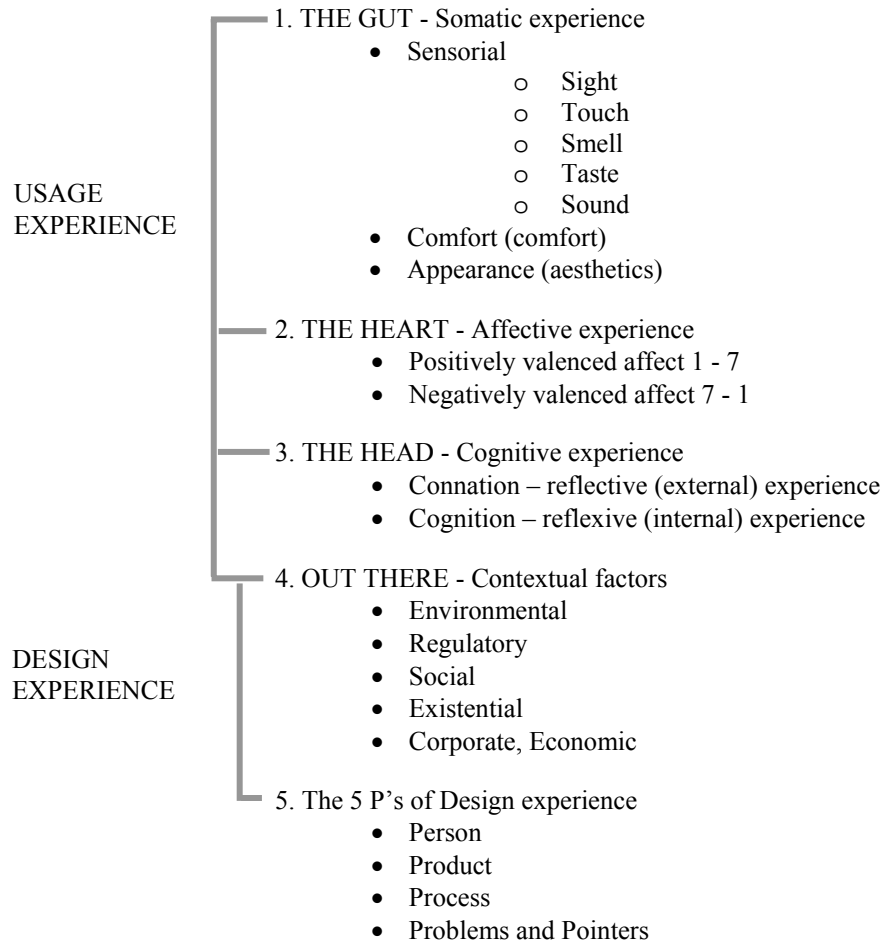 1. THE GUT - Somatic experience
• Sensorial
o Sight
o Touch
o Smell
o Taste
o Sound
USAGE
EXPERIENCE
• Comfort (comfort)
• Appearance (aesthetics)
2. THE HEART - Affective experience
• Positively valenced affect 1 - 7
• Negatively valenced affect 7 - 1
3. THE HEAD - Cognitive experience
• Connation – reflective (external) experience
• Cognition – reflexive (internal) experience
4. OUT THERE - Contextual factors
• Environmental
• Regulatory
• Social
• Existential
• Corporate, Economic
DESIGN
EXPERIENCE
5. The 5 P’s of Design experience
• Person
• Product
• Process
• Problems and Pointers